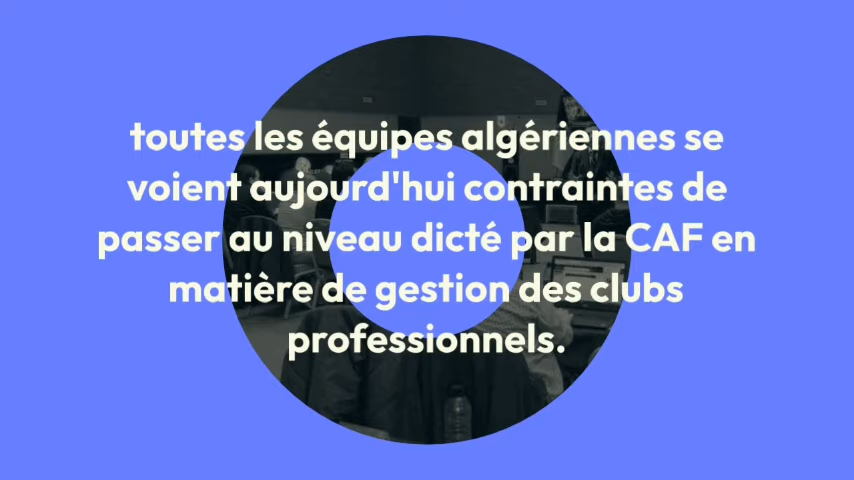 toutes les équipes algériennes se
voient aujourd'hui contraintes de
passer au niveau dicté par la CAF en
matière de gestion des clubs
professionnels.